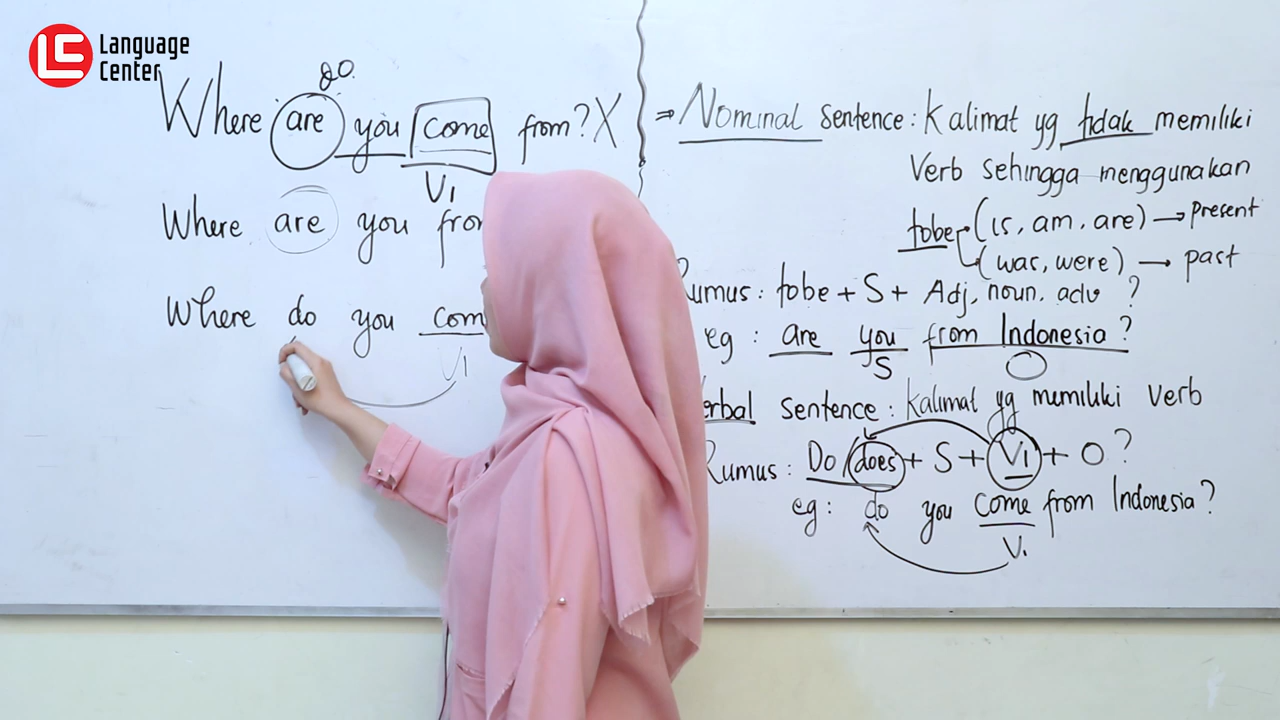 Language
Center
do.
Where are you come from? X
V1
Where are you from
Where do you com
V1
⇒ Nominal sentence : Kalimat yg tidak memiliki
Verb sehingga menggunakan
tobe (is, am, are) → present
(was, were) → past
Rumus : tobe + S + Adj, noun, adv ?
eg : are you from Indonesia ?
S
erbal sentence : kalimat yg memiliki verb
Rumus : Do/does + S + V1 + O ?
eg : do you come from Indonesia ?
V1